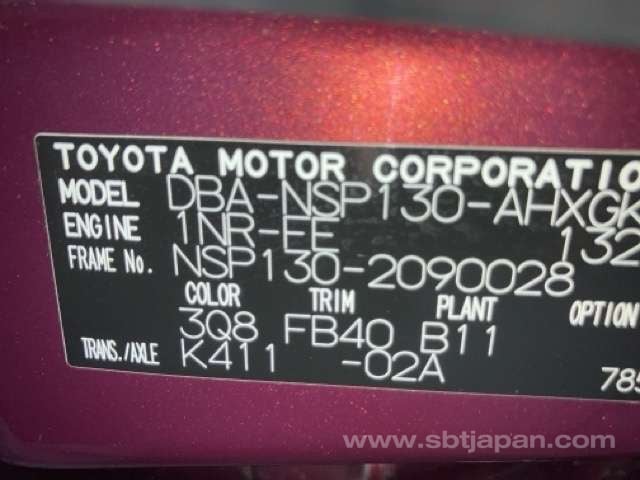 TOYOTA MOTOR CORPORATION
MODEL DBA-NSP130-AHXGK
ENGINE 1NR-FE 132
FRAME No. NSP130-2090028
COLOR TRIM PLANT OPTION
3Q8 FB40 B11
TRANS./AXLE K411 -02A
785
www.sbtjapan.com